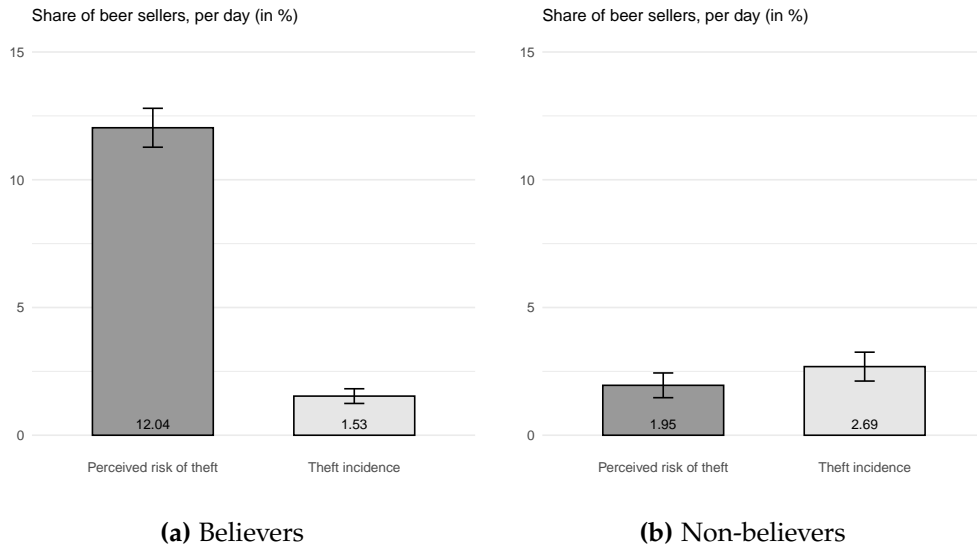 Share of beer sellers, per day (in %)
15
10
5
0
12.04
1.53
Perceived risk of theft
Theft incidence
(a) Believers
Share of beer sellers, per day (in %)
15
10
5
0
1.95
2.69
Perceived risk of theft
Theft incidence
(b) Non-believers